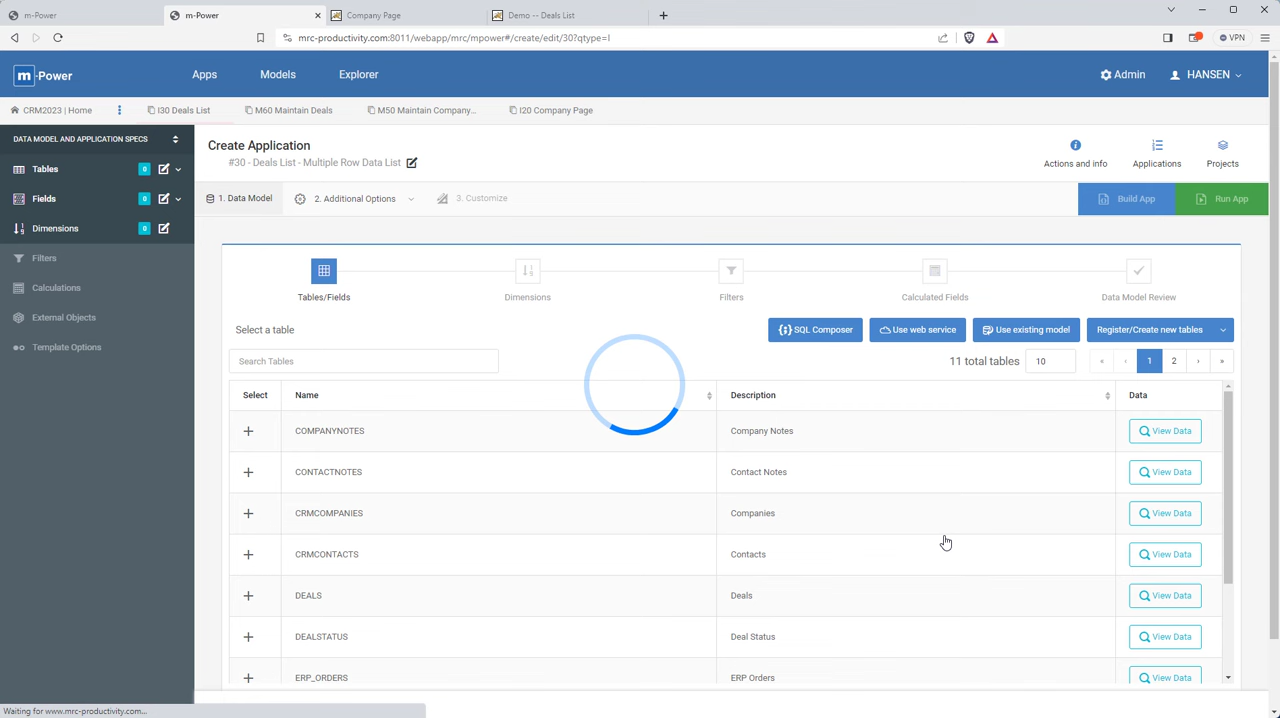 m-Power
m-Power
Company Page
Demo -- Deals List
mrc-productivity.com:8011/webapp/mrc/mpower#/create/edit/30?qtype=I
VPN
m -Power
Apps
Models
Explorer
Admin
HANSEN
CRM2023 | Home
I30 Deals List
M60 Maintain Deals
M50 Maintain Company...
I20 Company Page
DATA MODEL AND APPLICATION SPECS
Tables
0
Fields
0
Dimensions
0
Filters
Calculations
External Objects
Template Options
Create Application
#30 - Deals List - Multiple Row Data List
Actions and info
Applications
Projects
1. Data Model
2. Additional Options
3. Customize
Build App
Run App
Tables/Fields
Dimensions
Filters
Calculated Fields
Data Model Review
Select a table
SQL Composer
Use web service
Use existing model
Register/Create new tables
Search Tables
11 total tables
10
« ‹ 1 2 › »
Select Name Description Data
COMPANYNOTES Company Notes View Data
CONTACTNOTES Contact Notes View Data
CRMCOMPANIES Companies View Data
CRMCONTACTS Contacts View Data
DEALS Deals View Data
DEALSTATUS Deal Status View Data
ERP_ORDERS ERP Orders View Data
Waiting for www.mrc-productivity.com...